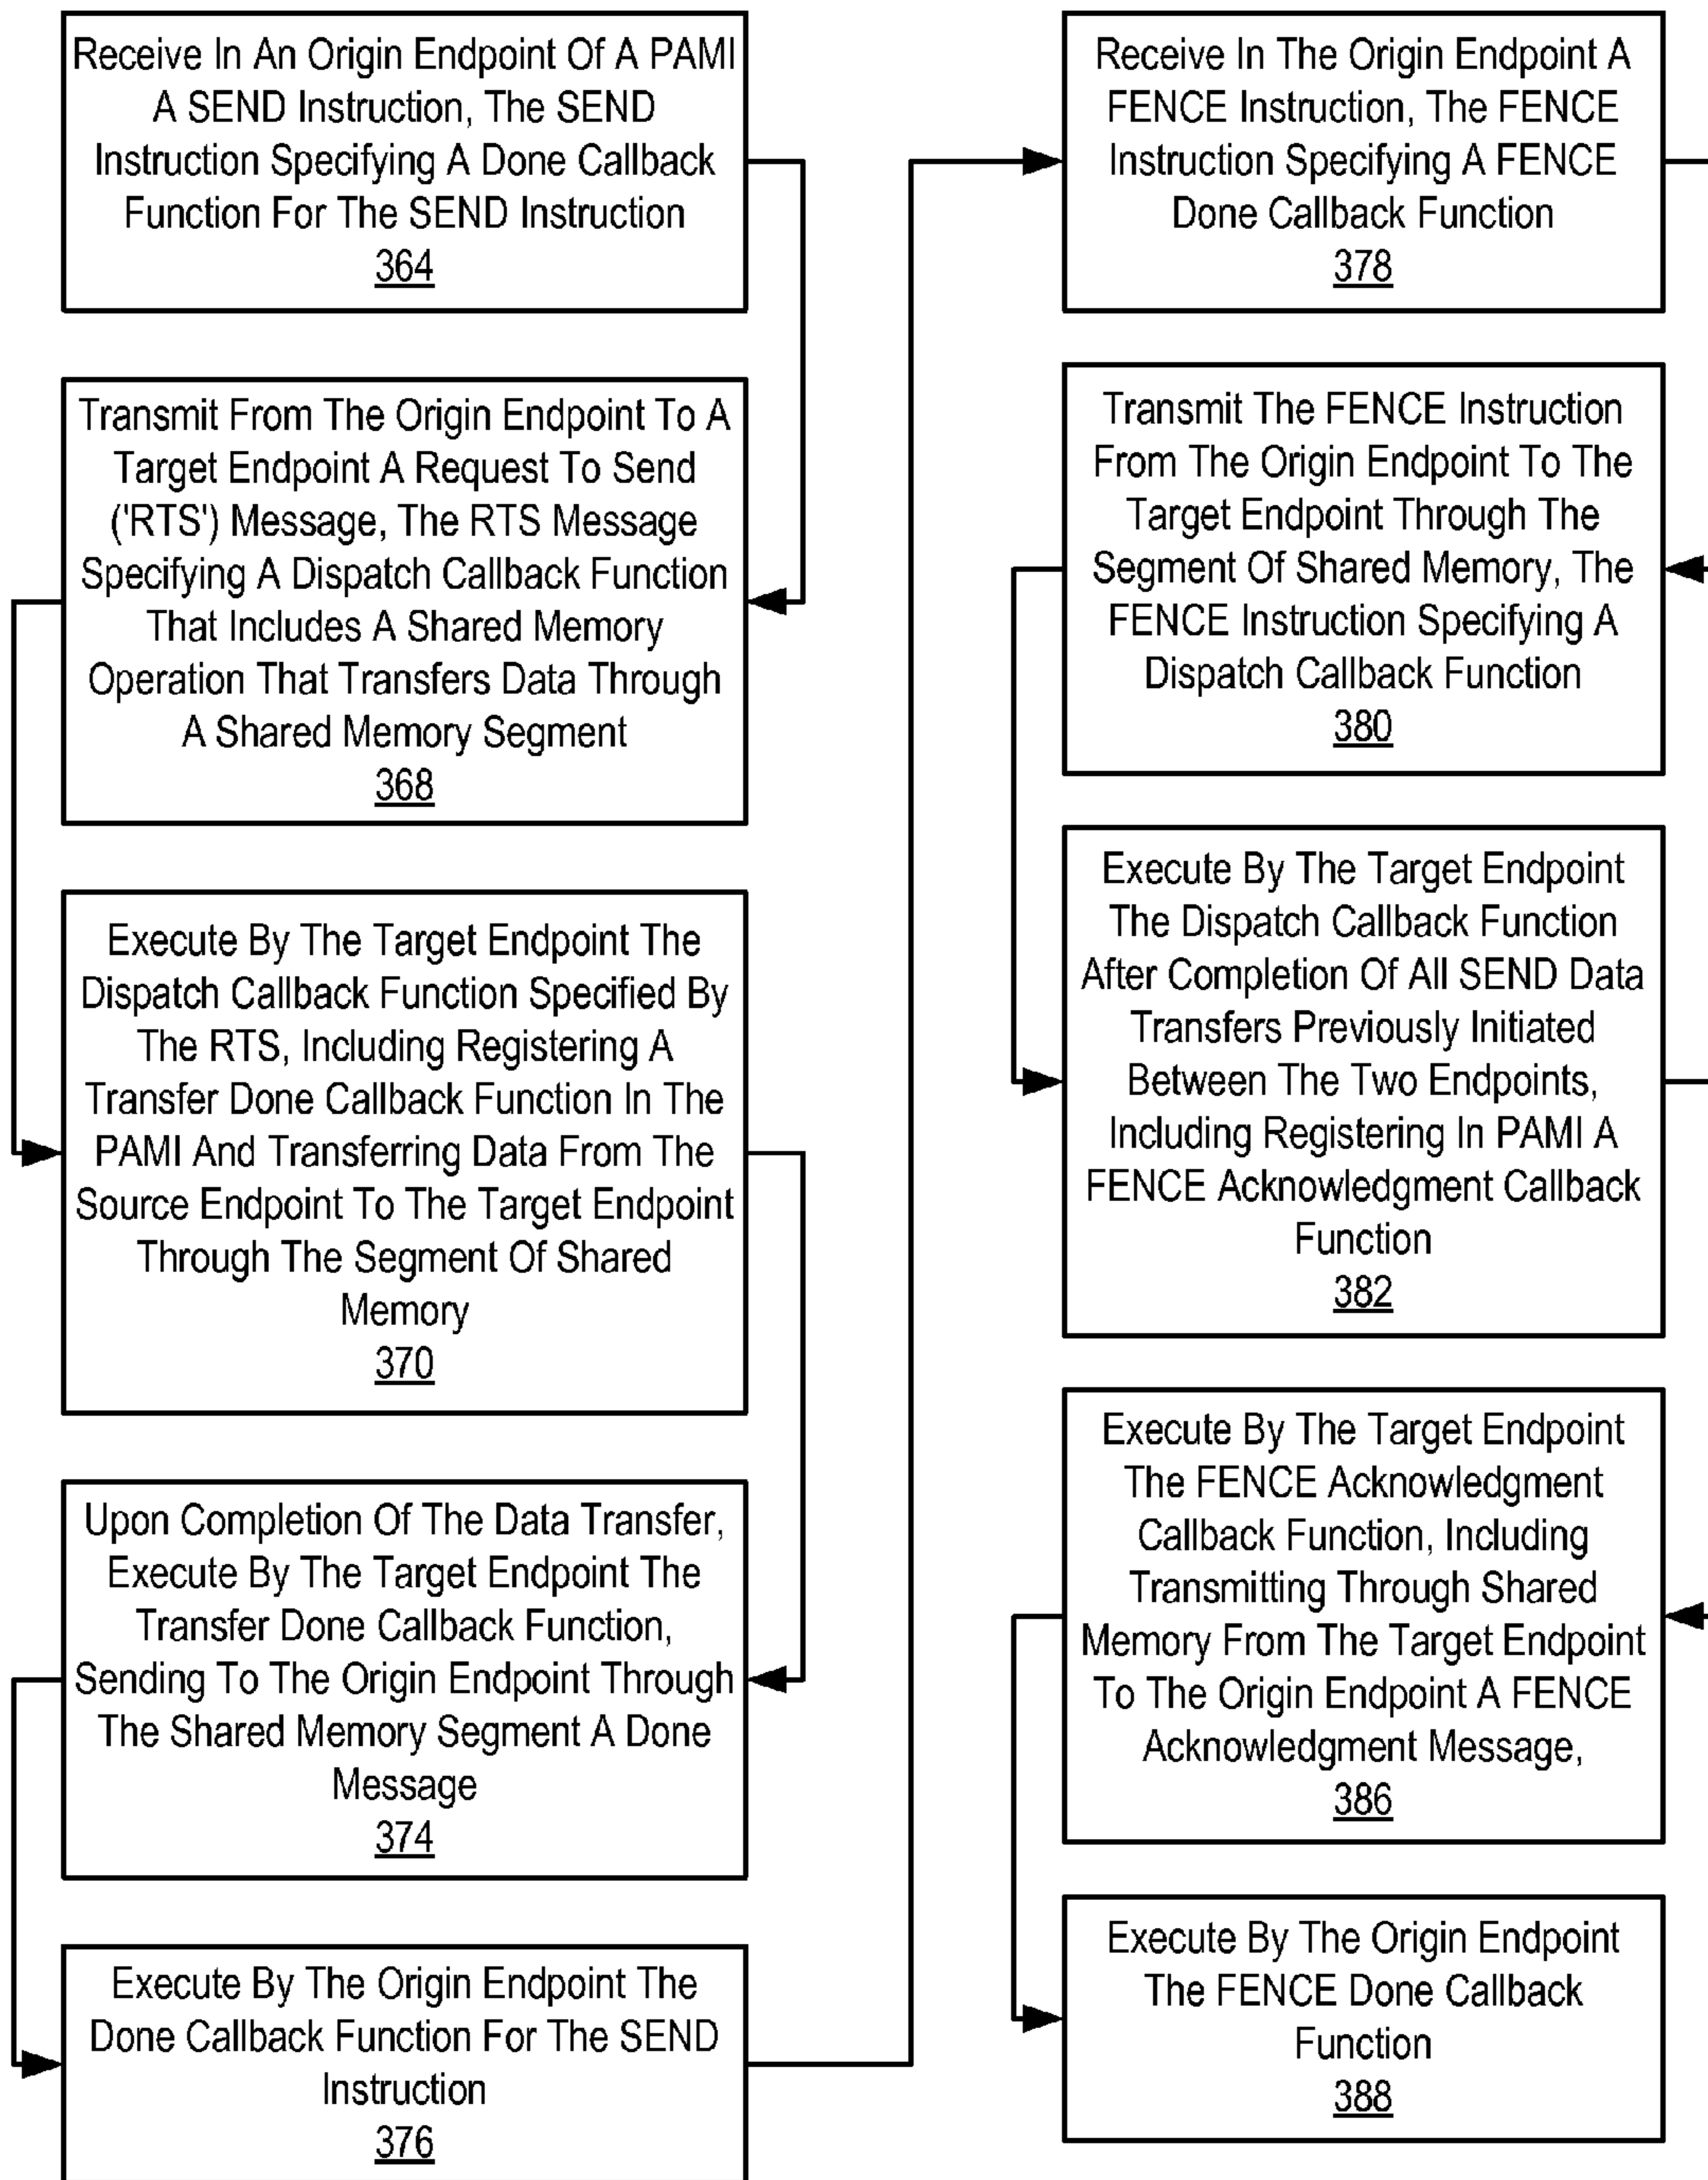 Receive In An Origin Endpoint Of A PAMI
A SEND Instruction, The SEND
Instruction Specifying A Done Callback
Function For The SEND Instruction
364
Transmit From The Origin Endpoint To A
Target Endpoint A Request To Send
('RTS') Message, The RTS Message
Specifying A Dispatch Callback Function
That Includes A Shared Memory
Operation That Transfers Data Through
A Shared Memory Segment
368
Execute By The Target Endpoint The
Dispatch Callback Function Specified By
The RTS, Including Registering A
Transfer Done Callback Function In The
PAMI And Transferring Data From The
Source Endpoint To The Target Endpoint
Through The Segment Of Shared
Memory
370
Upon Completion Of The Data Transfer,
Execute By The Target Endpoint The
Transfer Done Callback Function,
Sending To The Origin Endpoint Through
The Shared Memory Segment A Done
Message
374
Execute By The Origin Endpoint The
Done Callback Function For The SEND
Instruction
376
Receive In The Origin Endpoint A
FENCE Instruction, The FENCE
Instruction Specifying A FENCE
Done Callback Function
378
Transmit The FENCE Instruction
From The Origin Endpoint To The
Target Endpoint Through The
Segment Of Shared Memory, The
FENCE Instruction Specifying A
Dispatch Callback Function
380
Execute By The Target Endpoint
The Dispatch Callback Function
After Completion Of All SEND Data
Transfers Previously Initiated
Between The Two Endpoints,
Including Registering In PAMI A
FENCE Acknowledgment Callback
Function
382
Execute By The Target Endpoint
The FENCE Acknowledgment
Callback Function, Including
Transmitting Through Shared
Memory From The Target Endpoint
To The Origin Endpoint A FENCE
Acknowledgment Message,
386
Execute By The Origin Endpoint
The FENCE Done Callback
Function
388